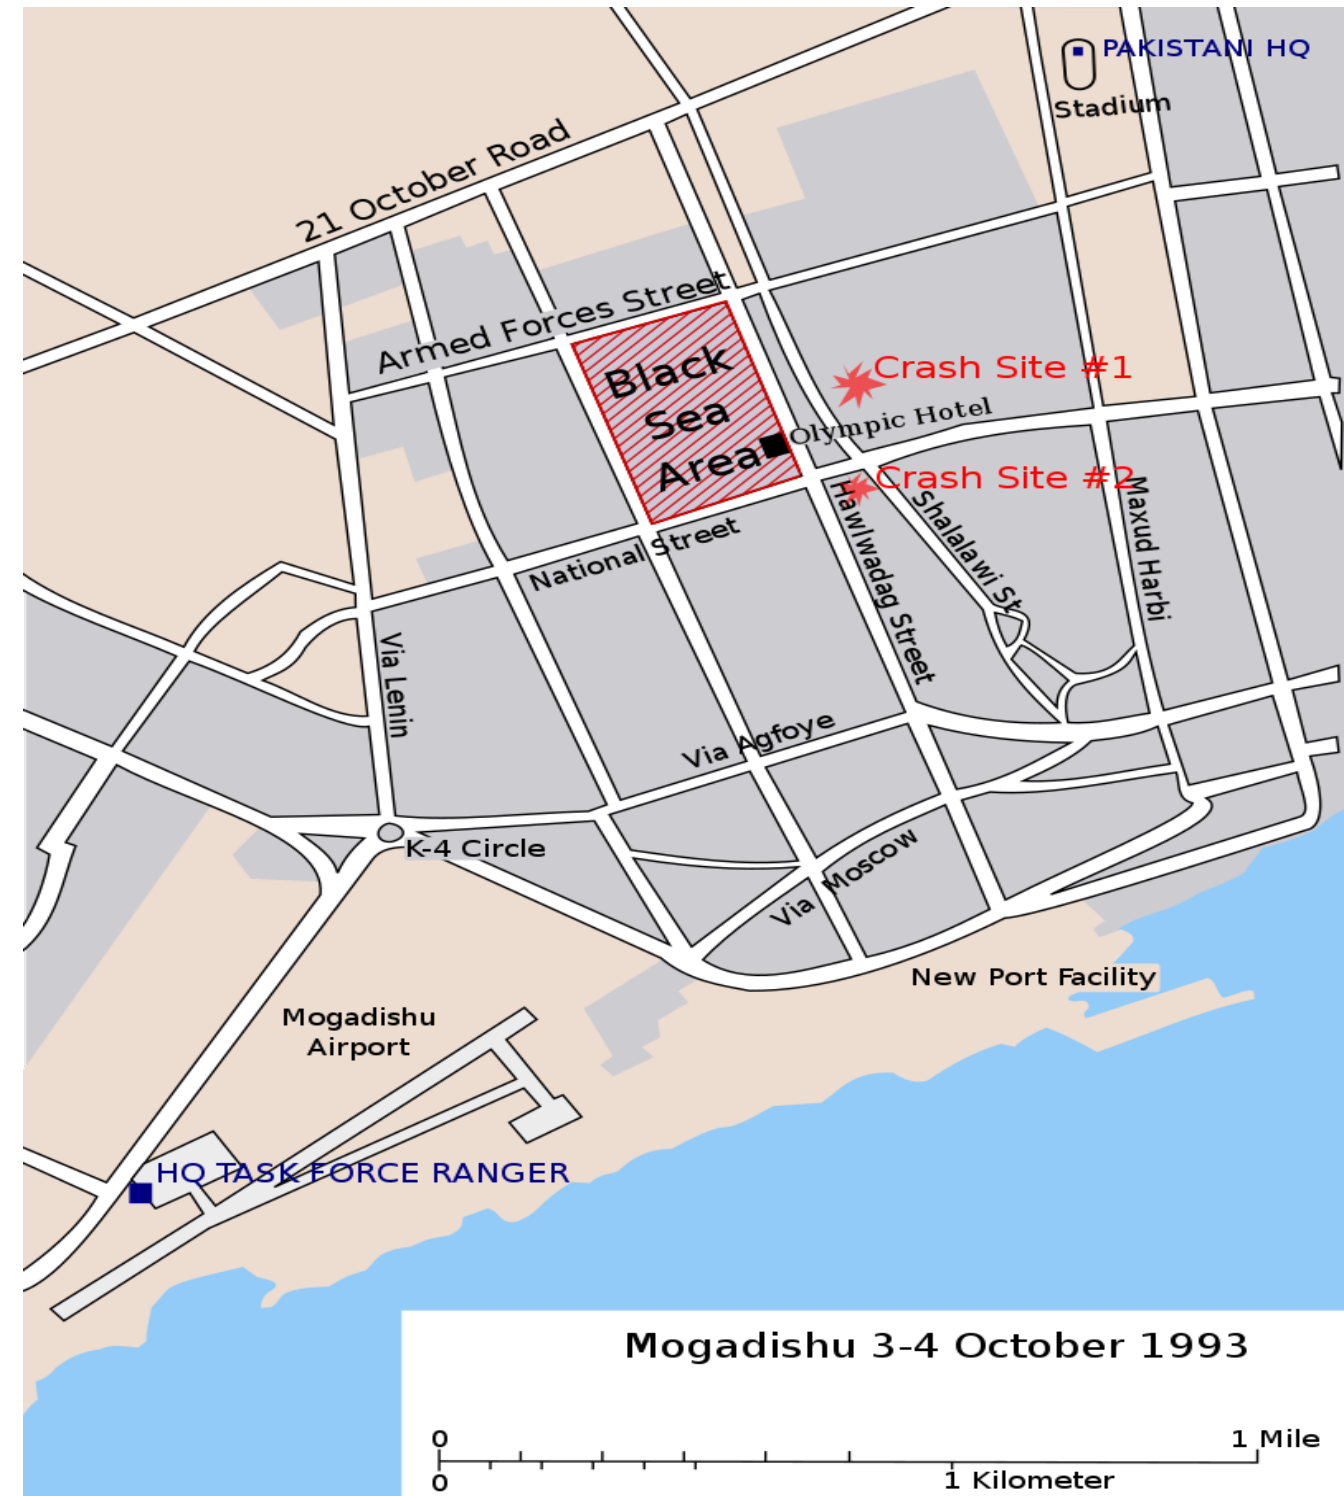 PAKISTANI HQ
Stadium
21 October Road
Armed Forces Street
Black
Sea
Area
Crash Site #1
Olympic Hotel
Crash Site #2
National Street
Hawlwadag Street
Shalalawi St.
Maxud Harbi
Via Lenin
Via Agfoye
K-4 Circle
Via Moscow
New Port Facility
Mogadishu
Airport
HQ TASK FORCE RANGER
Mogadishu 3-4 October 1993
0 1 Mile
0 1 Kilometer